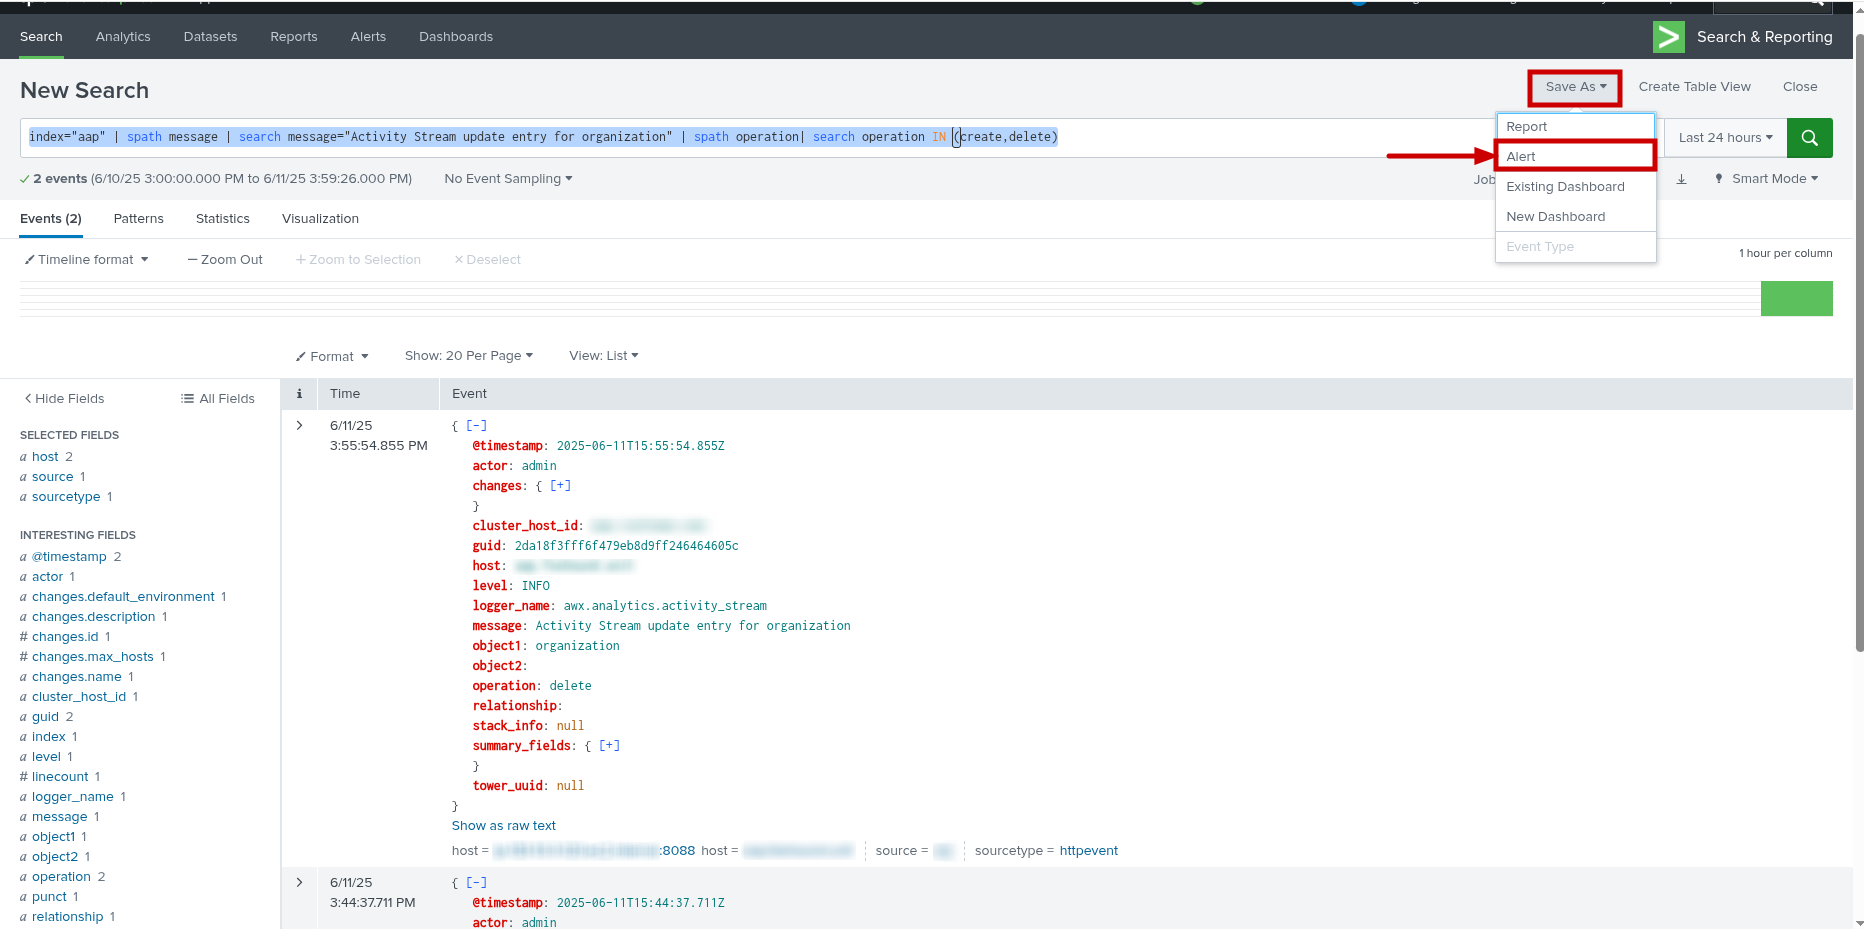 Search Analytics Datasets Reports Alerts Dashboards > Search & Reporting
New Search
Save As Create Table View Close
index="aap" | spath message | search message="Activity Stream update entry for organization" | spath operation| search operation IN (create,delete)
Last 24 hours
Report
Alert
Existing Dashboard
New Dashboard
Event Type
2 events (6/10/25 3:00:00.000 PM to 6/11/25 3:59:26.000 PM) No Event Sampling
Job
Smart Mode
Events (2) Patterns Statistics Visualization
Timeline format Zoom Out + Zoom to Selection × Deselect
1 hour per column
Format Show: 20 Per Page View: List
Hide Fields All Fields
SELECTED FIELDS
a host 2
a source 1
a sourcetype 1
INTERESTING FIELDS
a @timestamp 2
a actor 1
a changes.default_environment 1
a changes.description 1
# changes.id 1
# changes.max_hosts 1
a changes.name 1
a cluster_host_id 1
a guid 2
a index 1
a level 1
# linecount 1
a logger_name 1
a message 1
a object1 1
a object2 1
a operation 2
a punct 1
a relationship 1
i Time Event
6/11/25
3:55:54.855 PM
{ [-]
@timestamp: 2025-06-11T15:55:54.855Z
actor: admin
changes: { [+]
}
cluster_host_id:
guid: 2da18f3fff6f479eb8d9ff246464605c
host:
level: INFO
logger_name: awx.analytics.activity_stream
message: Activity Stream update entry for organization
object1: organization
object2:
operation: delete
relationship:
stack_info: null
summary_fields: { [+]
}
tower_uuid: null
}
Show as raw text
host = :8088 host = source = sourcetype = httpevent
6/11/25
3:44:37.711 PM
{ [-]
@timestamp: 2025-06-11T15:44:37.711Z
actor: admin